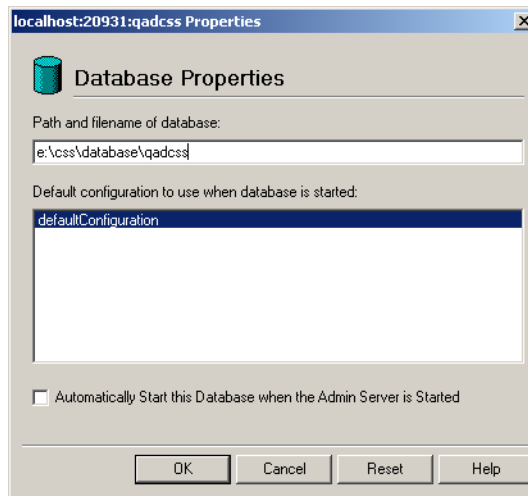 localhost:20931:qadcss Properties
Database Properties
Path and filename of database:
e:\css\database\qadcss
Default configuration to use when database is started:
defaultConfiguration
Automatically Start this Database when the Admin Server is Started
OK Cancel Reset Help